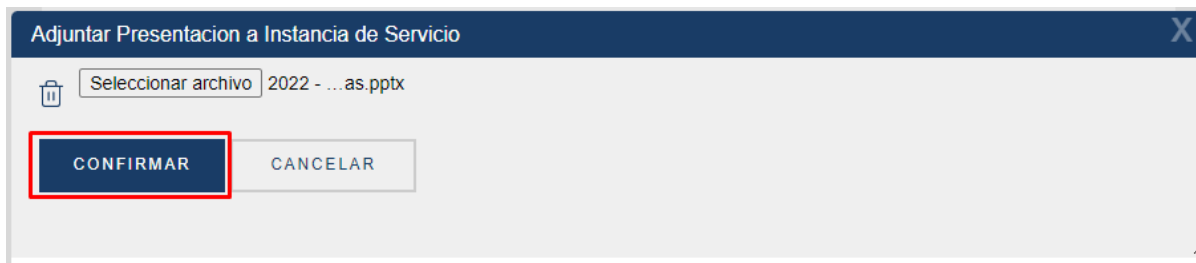 Adjuntar Presentacion a Instancia de Servicio X
Seleccionar archivo 2022 - ...as.pptx
CONFIRMAR CANCELAR